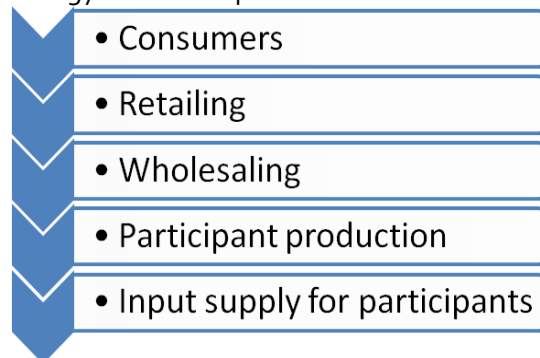 • Consumers
• Retailing
• Wholesaling
• Participant production
• Input supply for participants